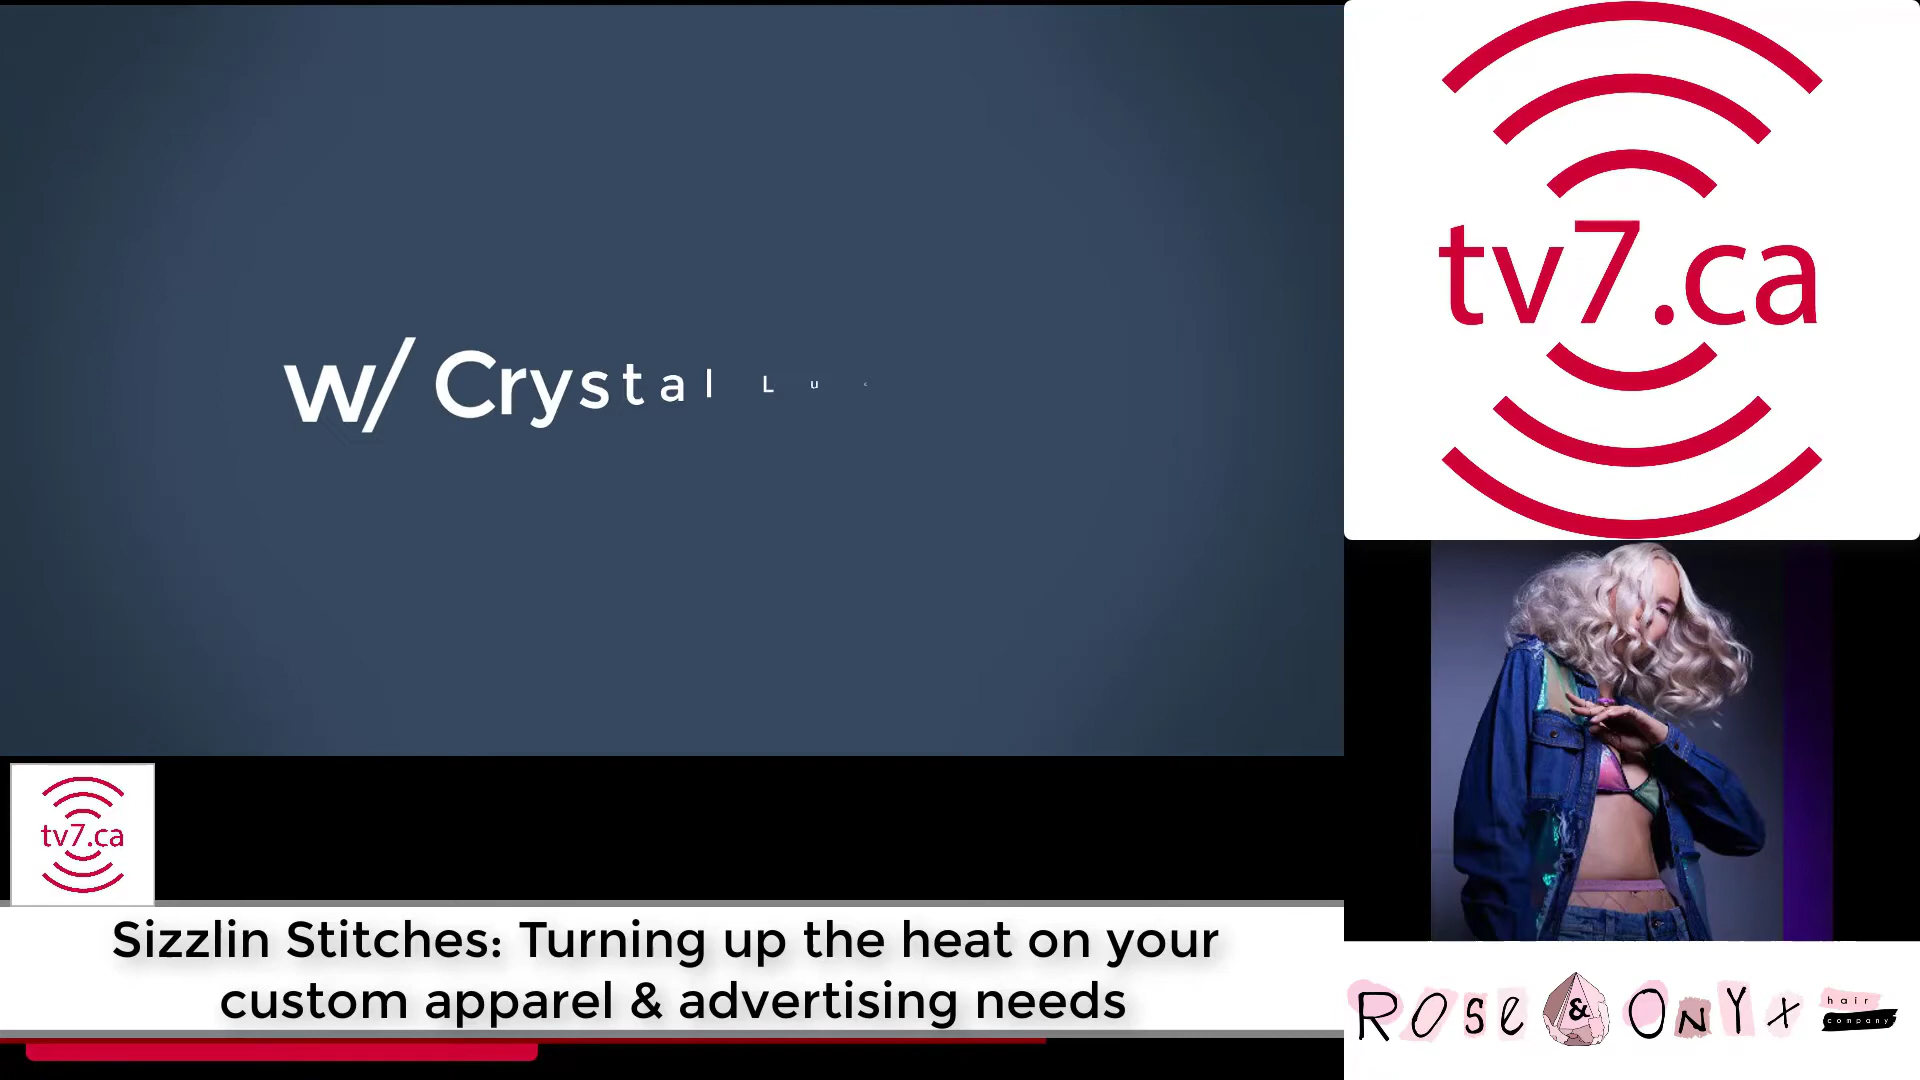 w/ Crystal Luc
tv7.ca
tv7.ca
Sizzlin Stitches: Turning up the heat on your
custom apparel & advertising needs
ROSE & ONYX
hair
company